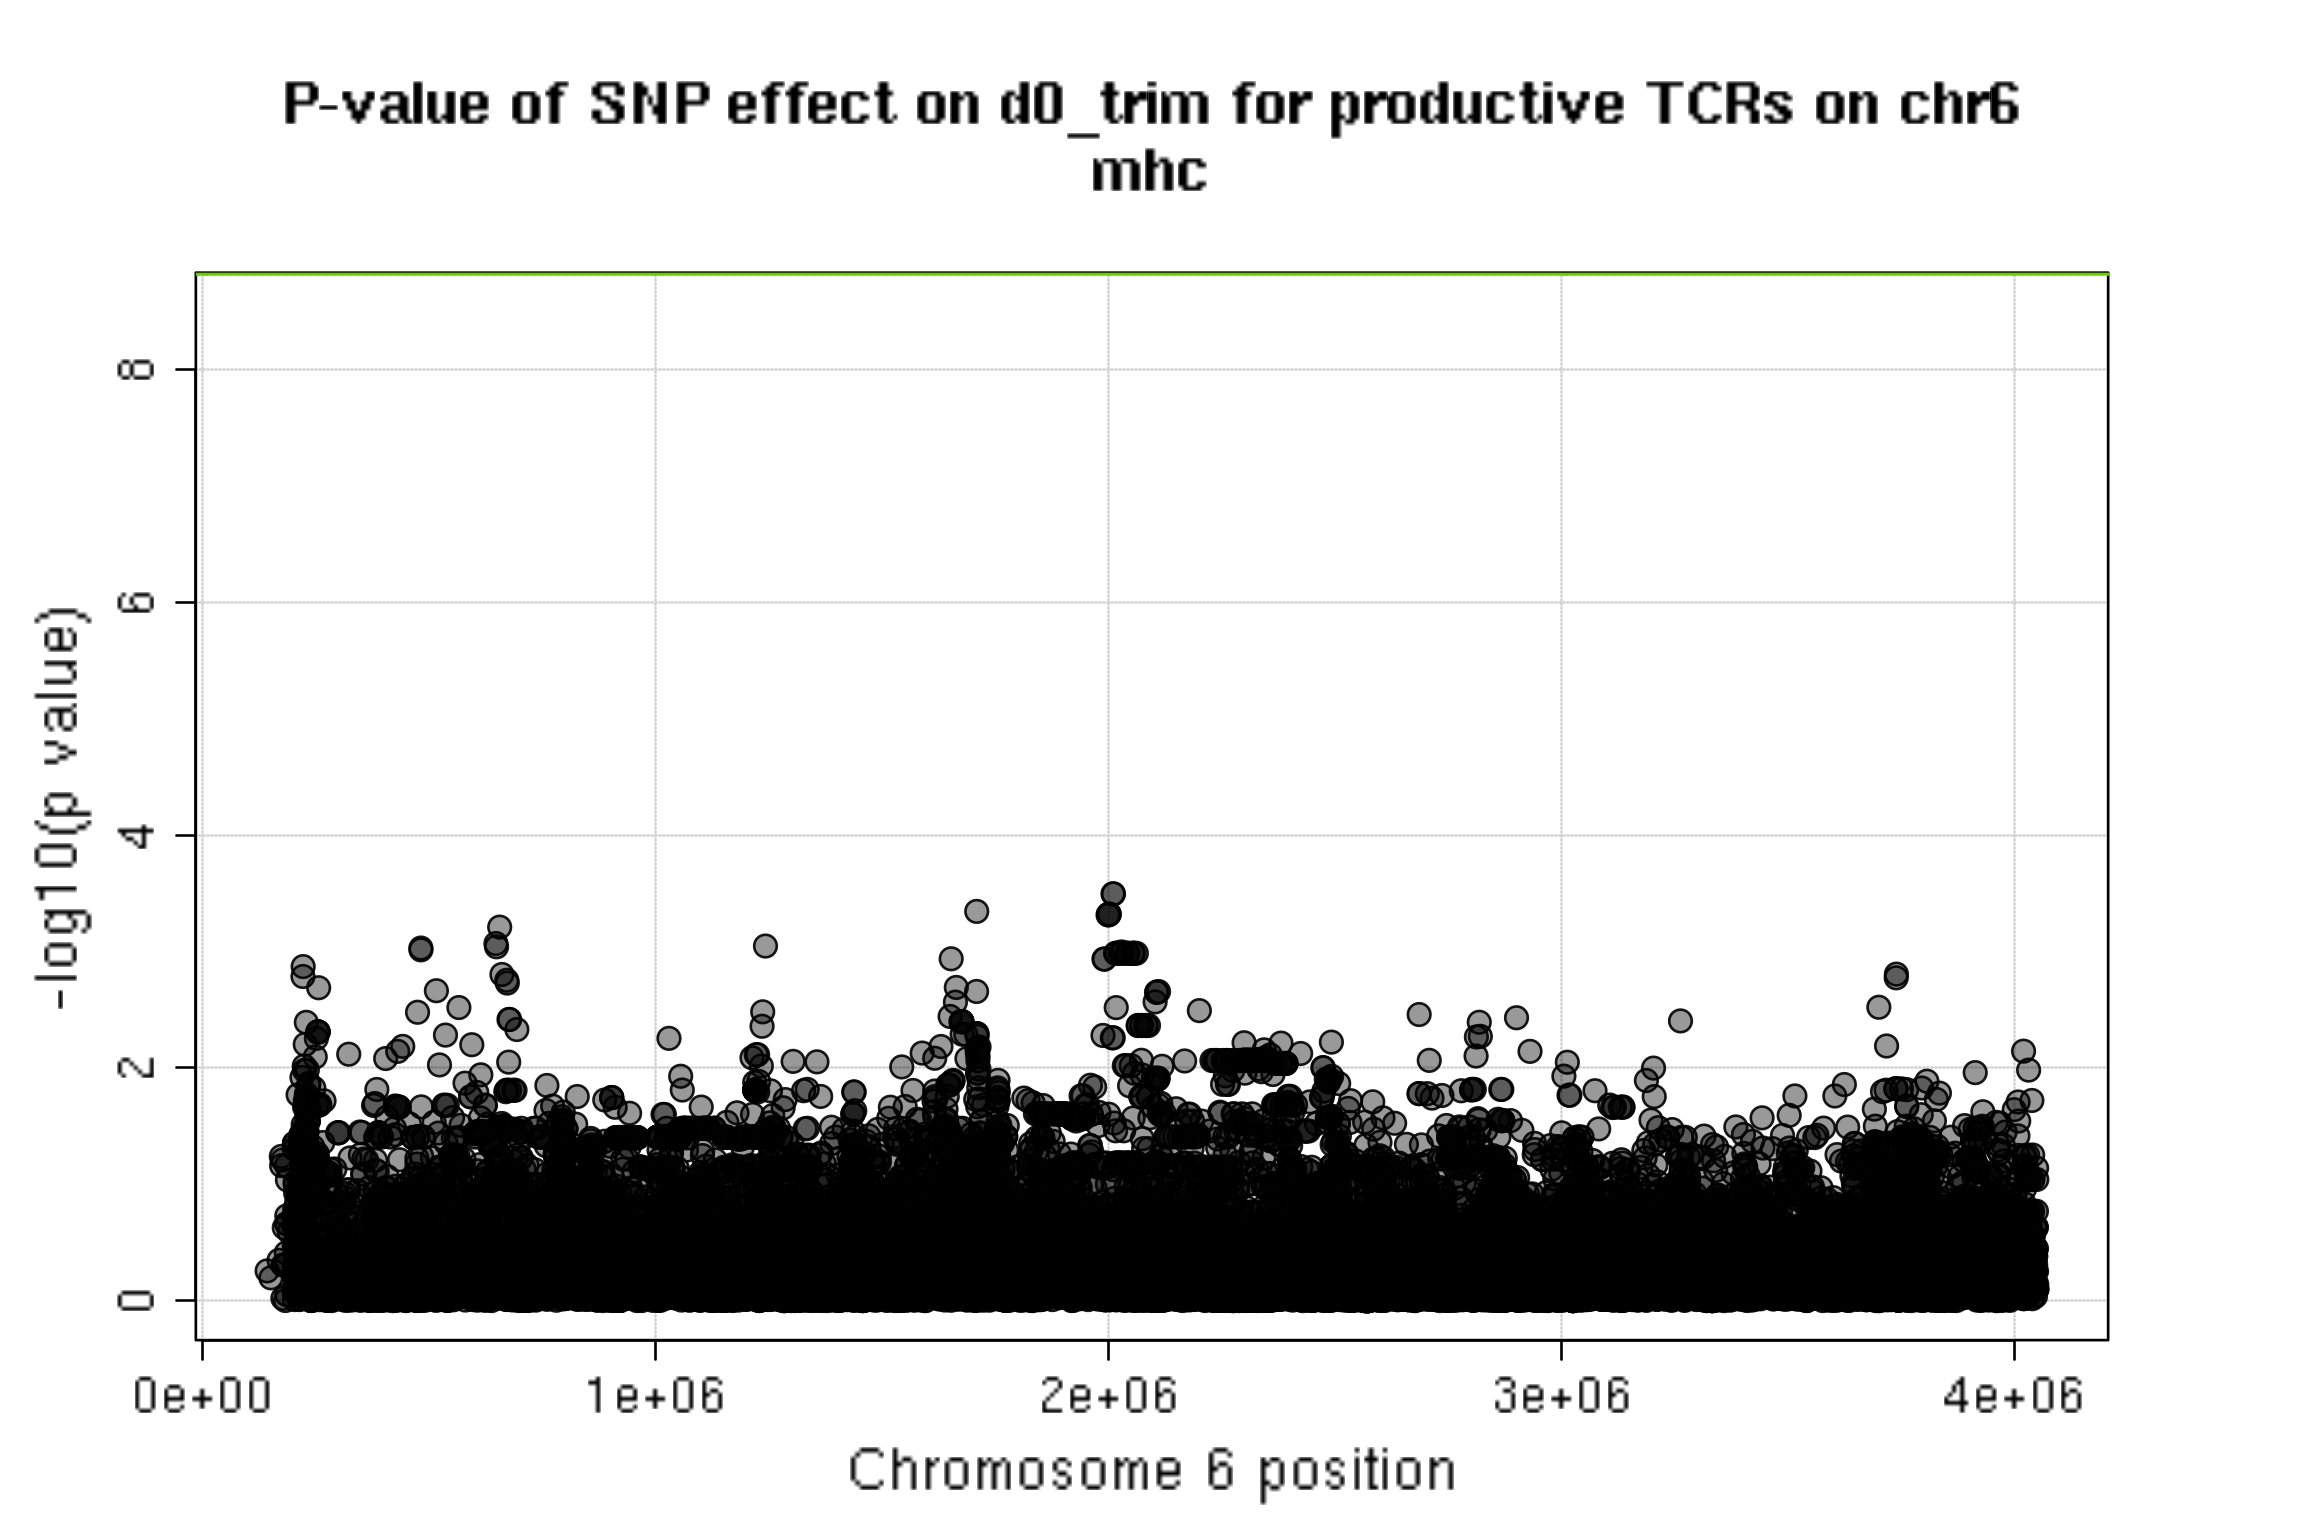 P-value of SNP effect on d0_trim for productive TCRs on chr6
mhc
-log10(p value)
8
6
4
2
0
0e+00 1e+06 2e+06 3e+06 4e+06
Chromosome 6 position